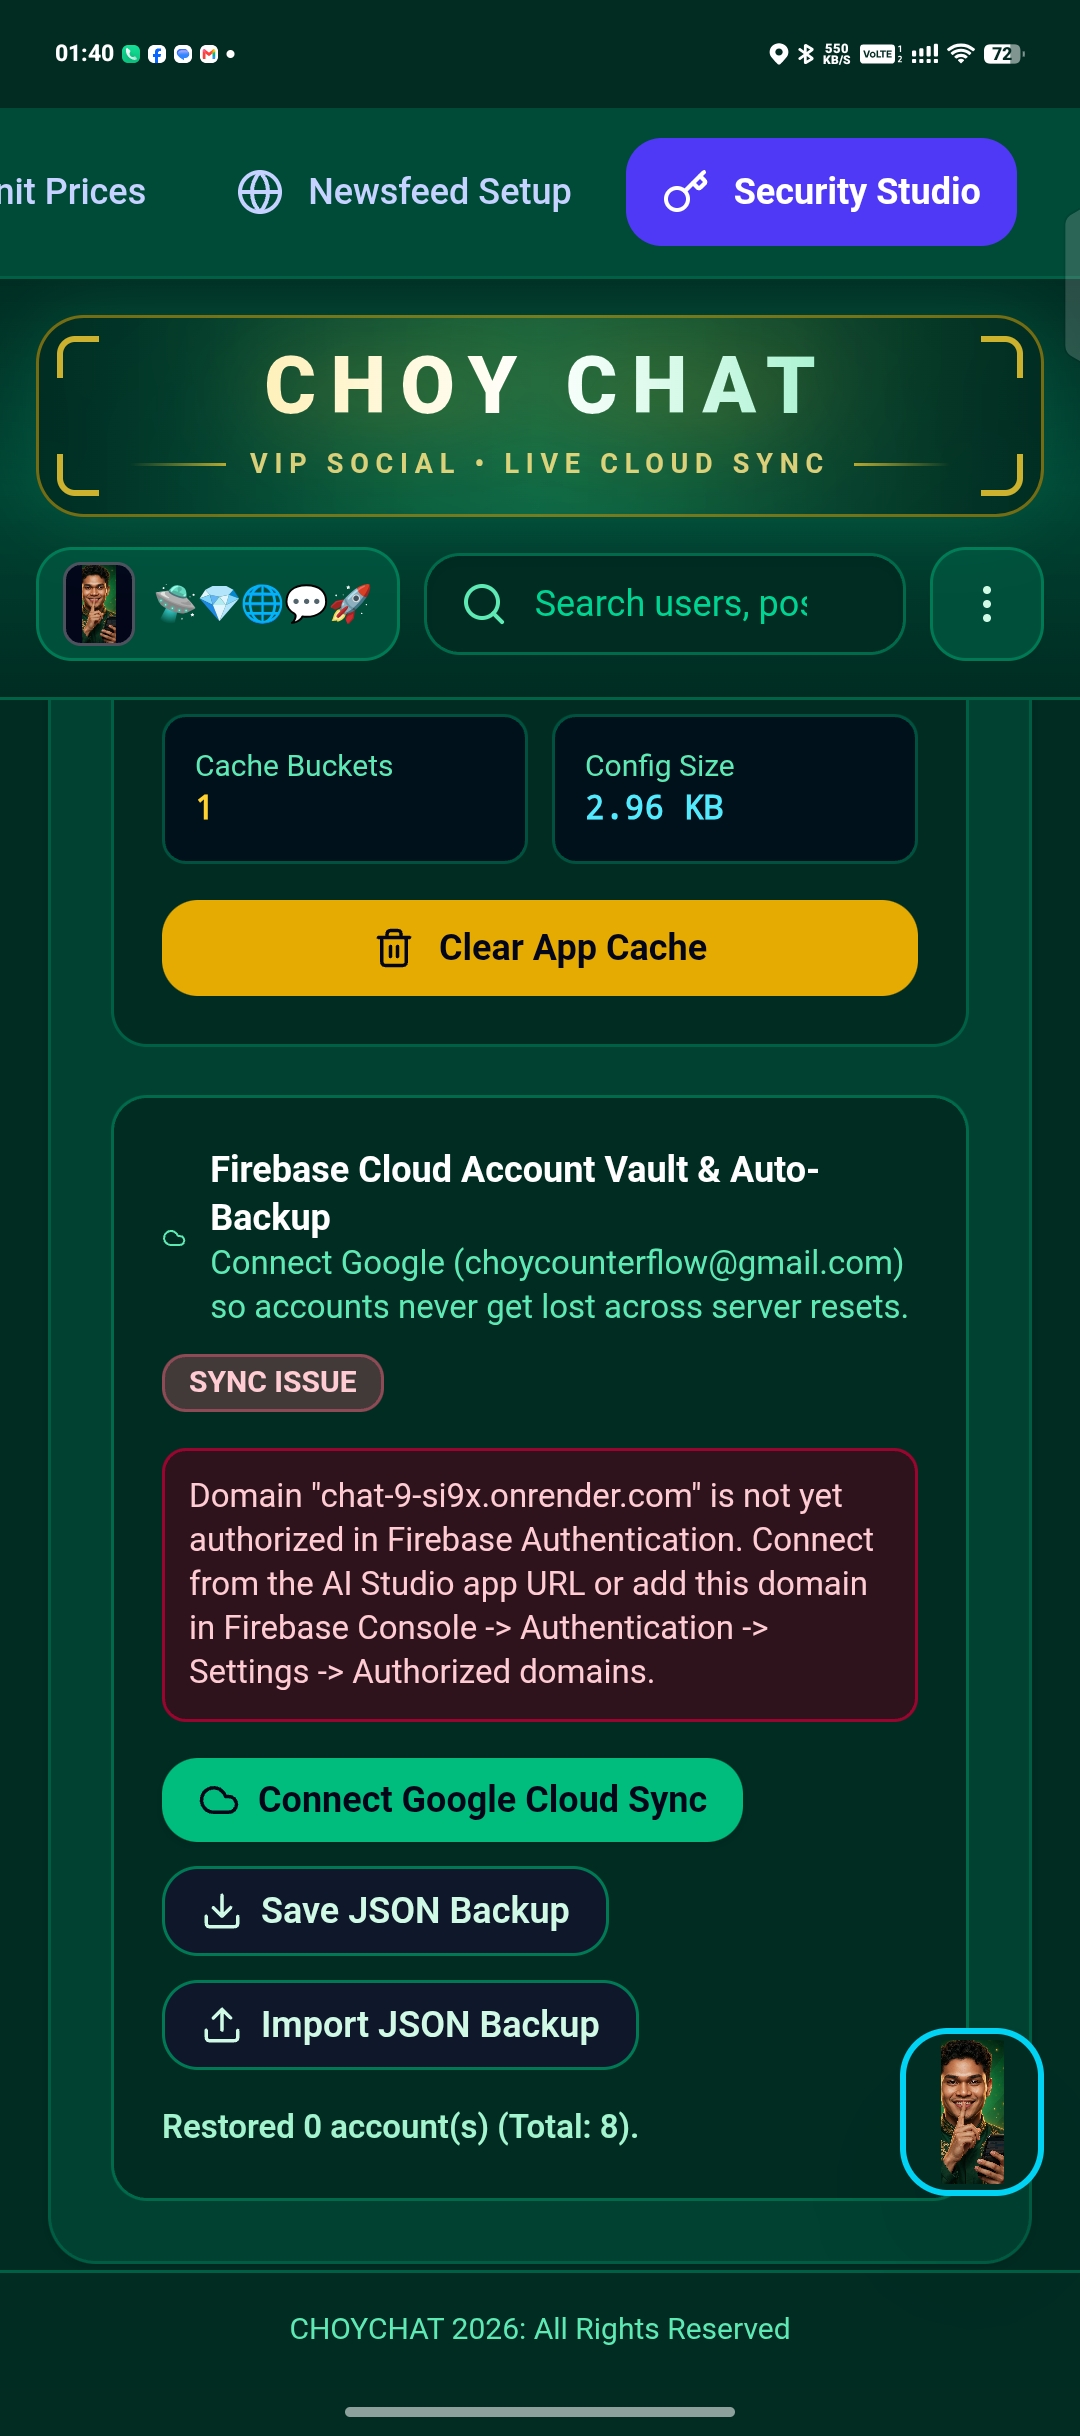 01:40
550
KB/S
VoLTE
1
2
72
nit Prices
Newsfeed Setup
Security Studio
CHOY CHAT
VIP SOCIAL • LIVE CLOUD SYNC
Search users, pos
Cache Buckets
1
Config Size
2.96 KB
Clear App Cache
Firebase Cloud Account Vault & Auto-
Backup
Connect Google (choycounterflow@gmail.com)
so accounts never get lost across server resets.
SYNC ISSUE
Domain "chat-9-si9x.onrender.com" is not yet
authorized in Firebase Authentication. Connect
from the AI Studio app URL or add this domain
in Firebase Console -> Authentication ->
Settings -> Authorized domains.
Connect Google Cloud Sync
Save JSON Backup
Import JSON Backup
Restored 0 account(s) (Total: 8).
CHOYCHAT 2026: All Rights Reserved